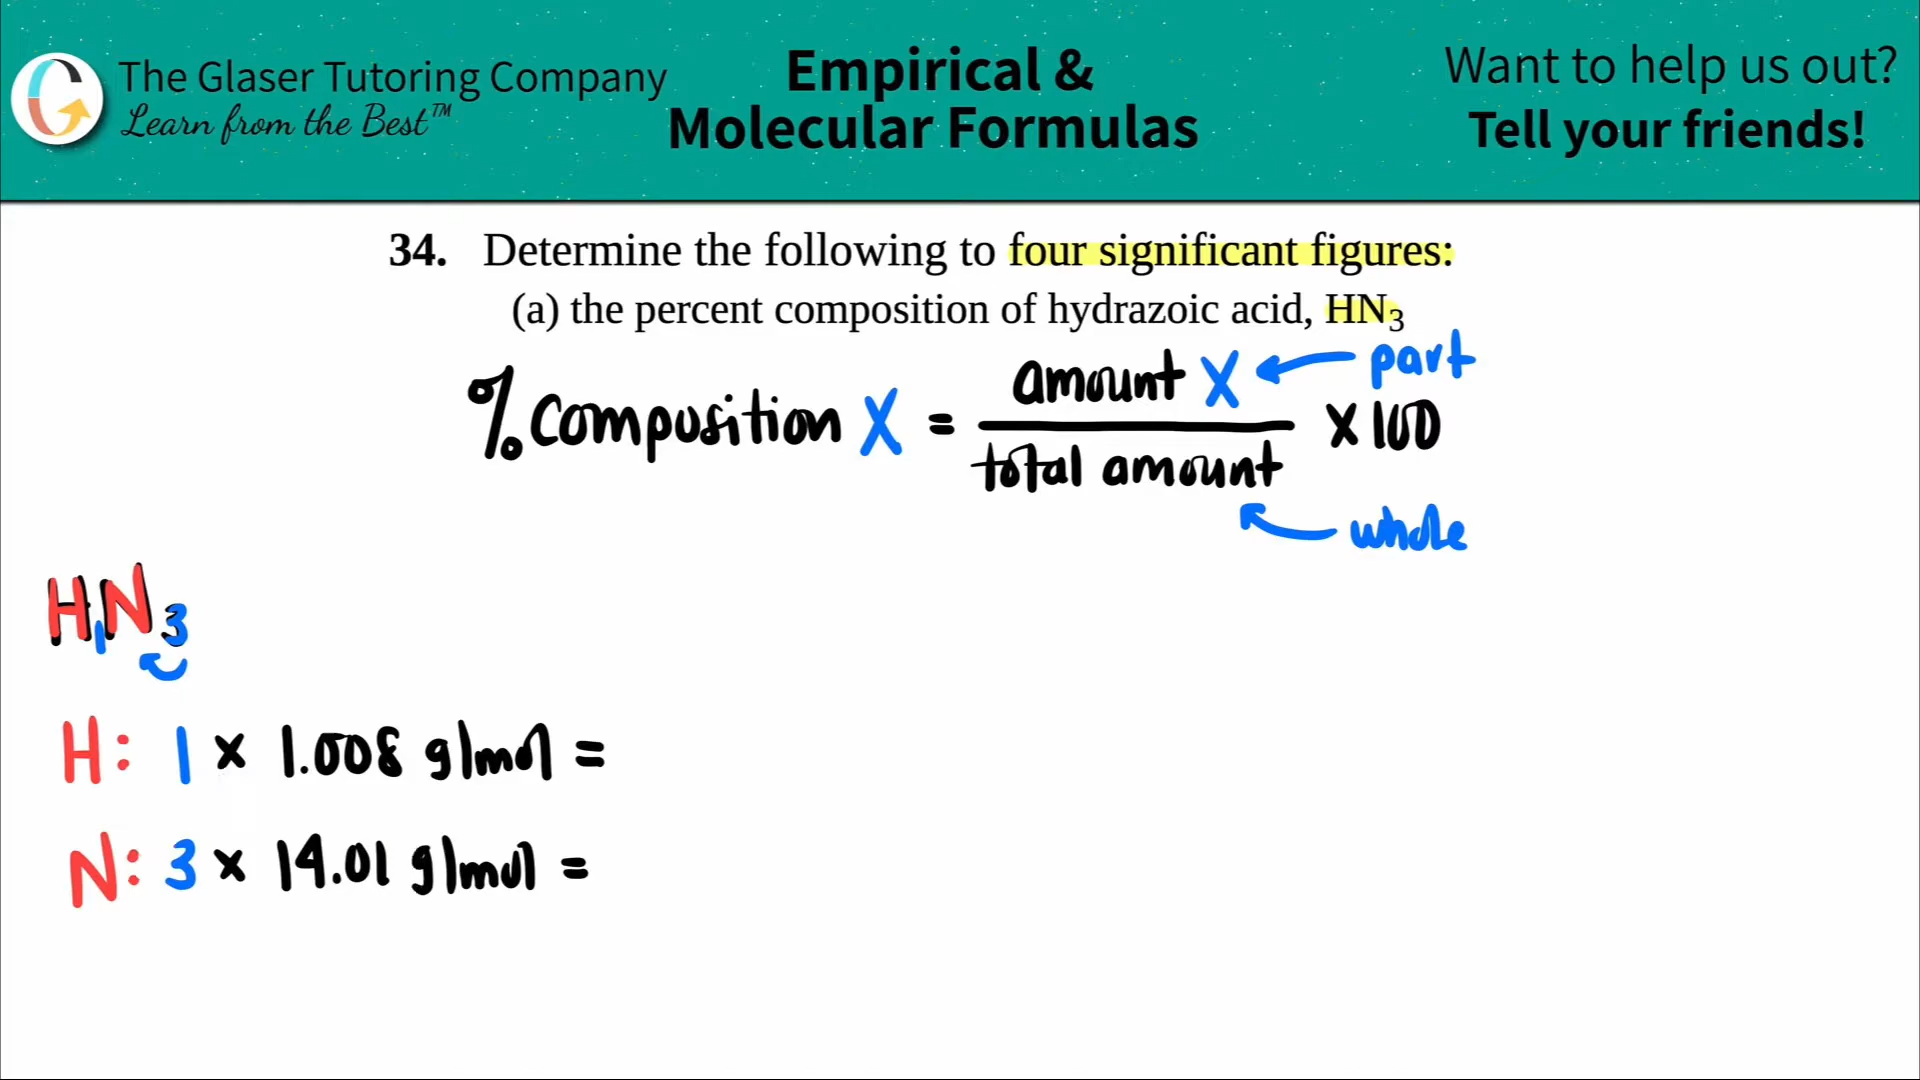 The Glaser Tutoring Company
Learn from the Best™
Empirical &
Molecular Formulas
Want to help us out?
Tell your friends!
34. Determine the following to four significant figures:
(a) the percent composition of hydrazoic acid, HN₃
% Composition X = amount X / total amount x 100
part
whole
H₁N₃
H: 1 x 1.008 g/mol =
N: 3 x 14.01 g/mol =